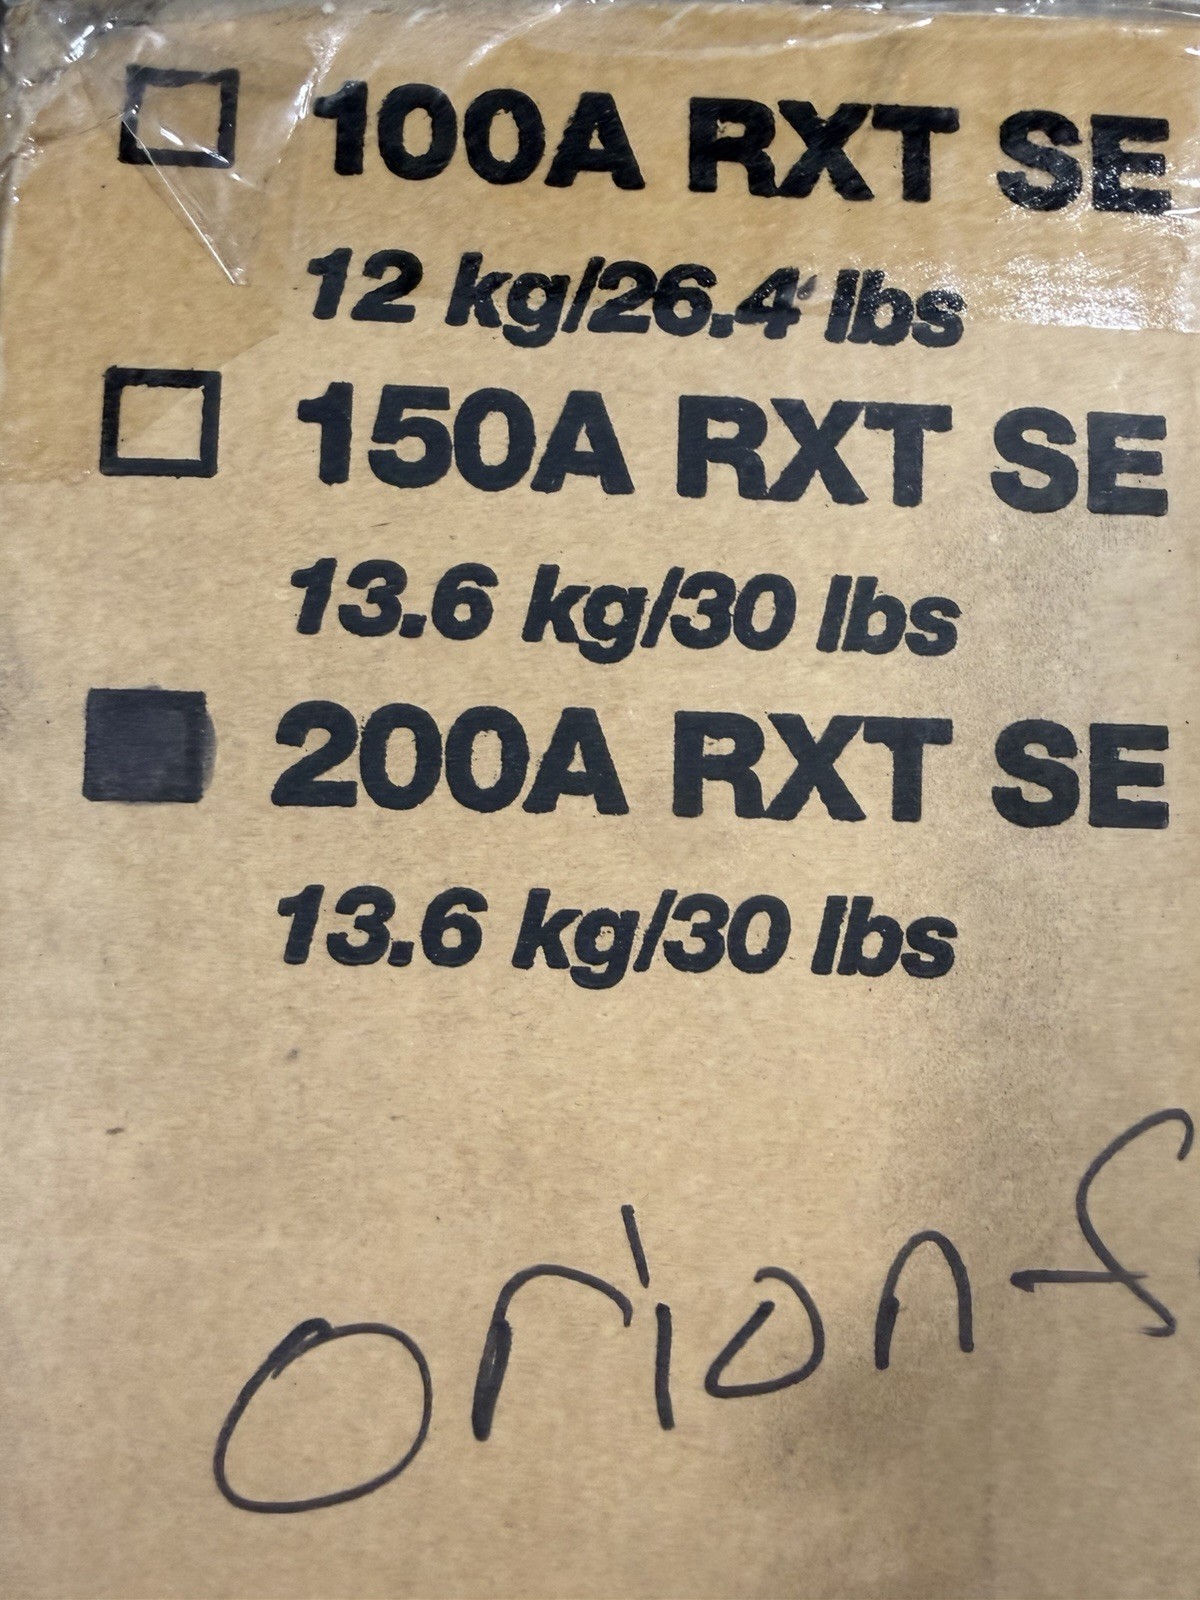 100A RXT SE
12 kg/26.4 lbs
150A RXT SE
13.6 kg/30 lbs
200A RXT SE
13.6 kg/30 lbs
orion